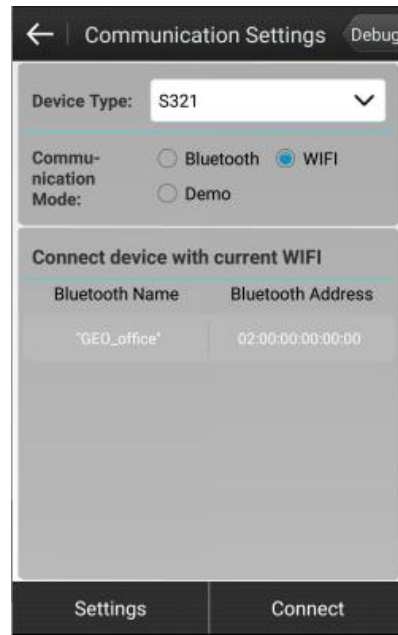 Communication Settings Debug
Device Type: S321
Commu-
nication
Mode:
Bluetooth WIFI
Demo
Connect device with current WIFI
Bluetooth Name Bluetooth Address
"GEO_office" 02:00:00:00:00:00
Settings Connect